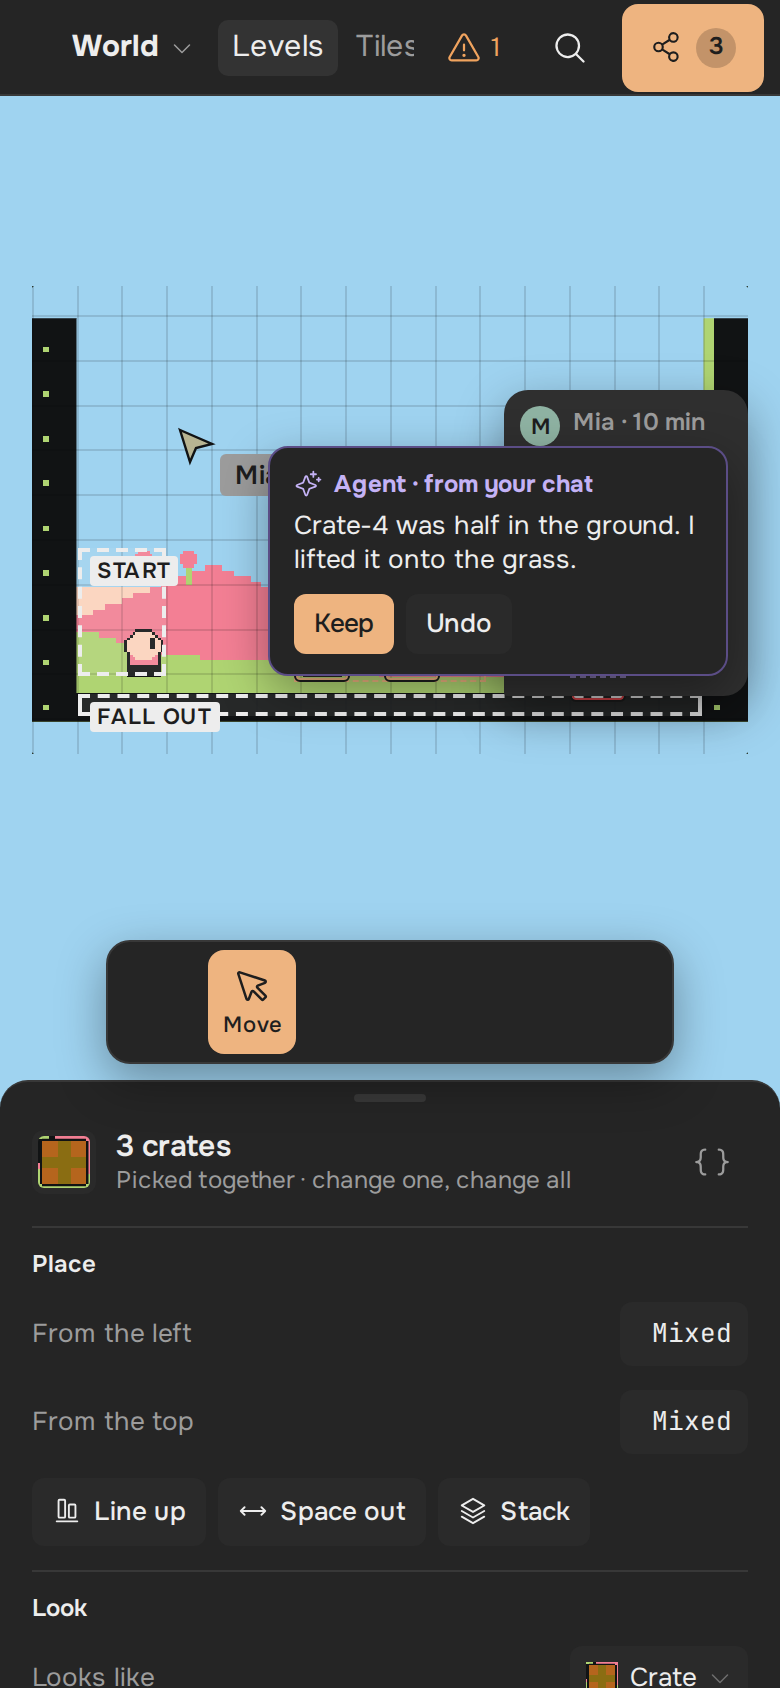 World
Levels
Tiles
1
3
M
Mia · 10 min
Agent · from your chat
Crate-4 was half in the ground. I
lifted it onto the grass.
Keep
Undo
START
FALL OUT
Move
3 crates
Picked together · change one, change all
{ }
Place
From the left
Mixed
From the top
Mixed
Line up
Space out
Stack
Look
Looks like
Crate